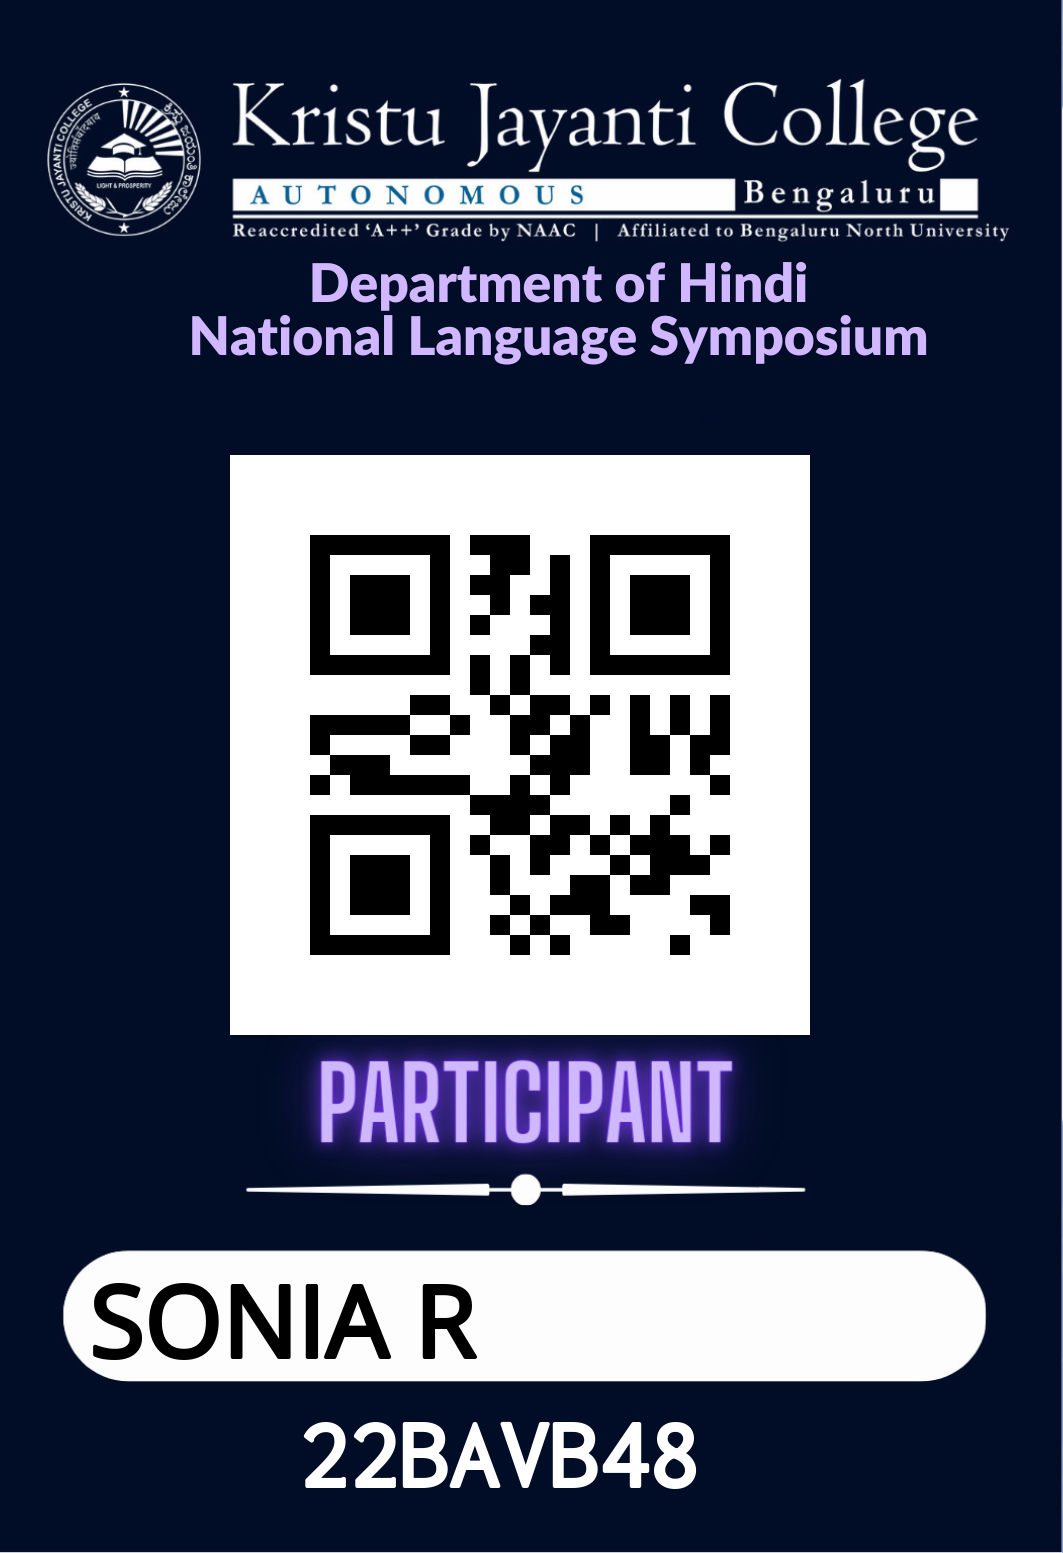 KRISTU JAYANTI COLLEGE
LIGHT & PROSPERITY
Kristu Jayanti College
AUTONOMOUS Bengaluru
Reaccredited ‘A++’ Grade by NAAC | Affiliated to Bengaluru North University
Department of Hindi
National Language Symposium
PARTICIPANT
SONIA R
22BAVB48